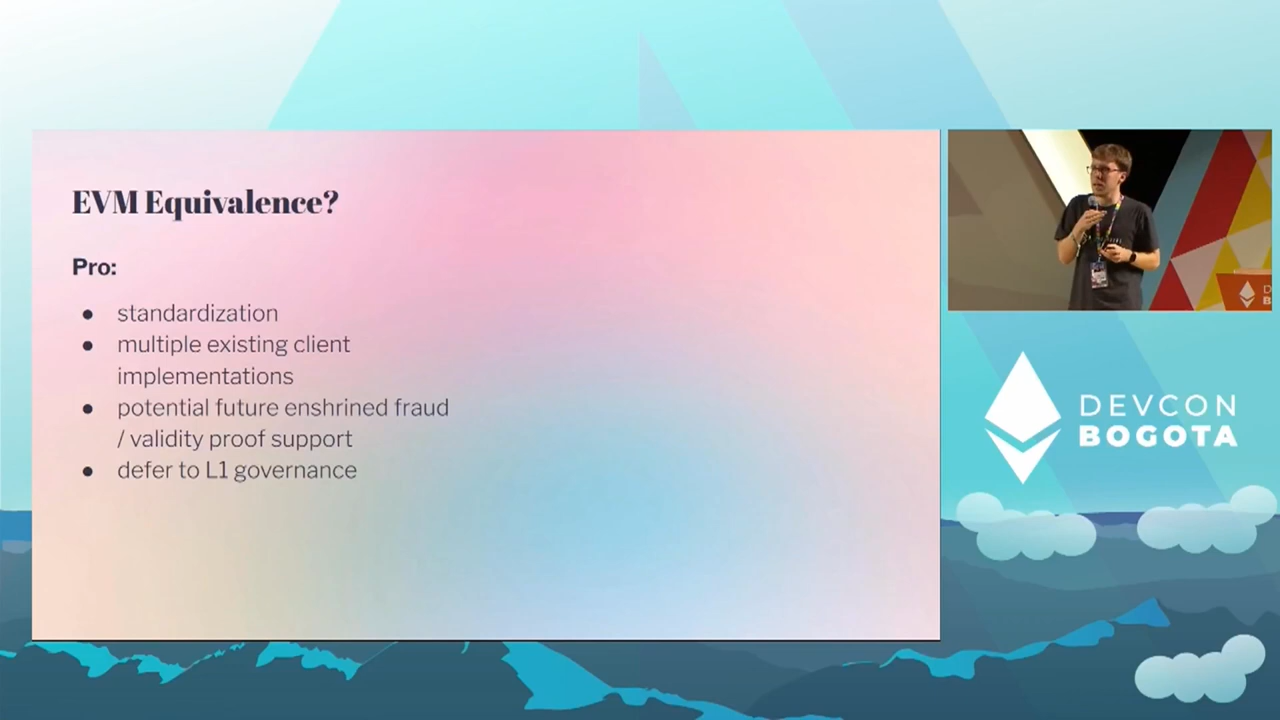 EVM Equivalence?
Pro:
● standardization
● multiple existing client
implementations
● potential future enshrined fraud
/ validity proof support
● defer to L1 governance
DEVCON
BOGOTA
D
B